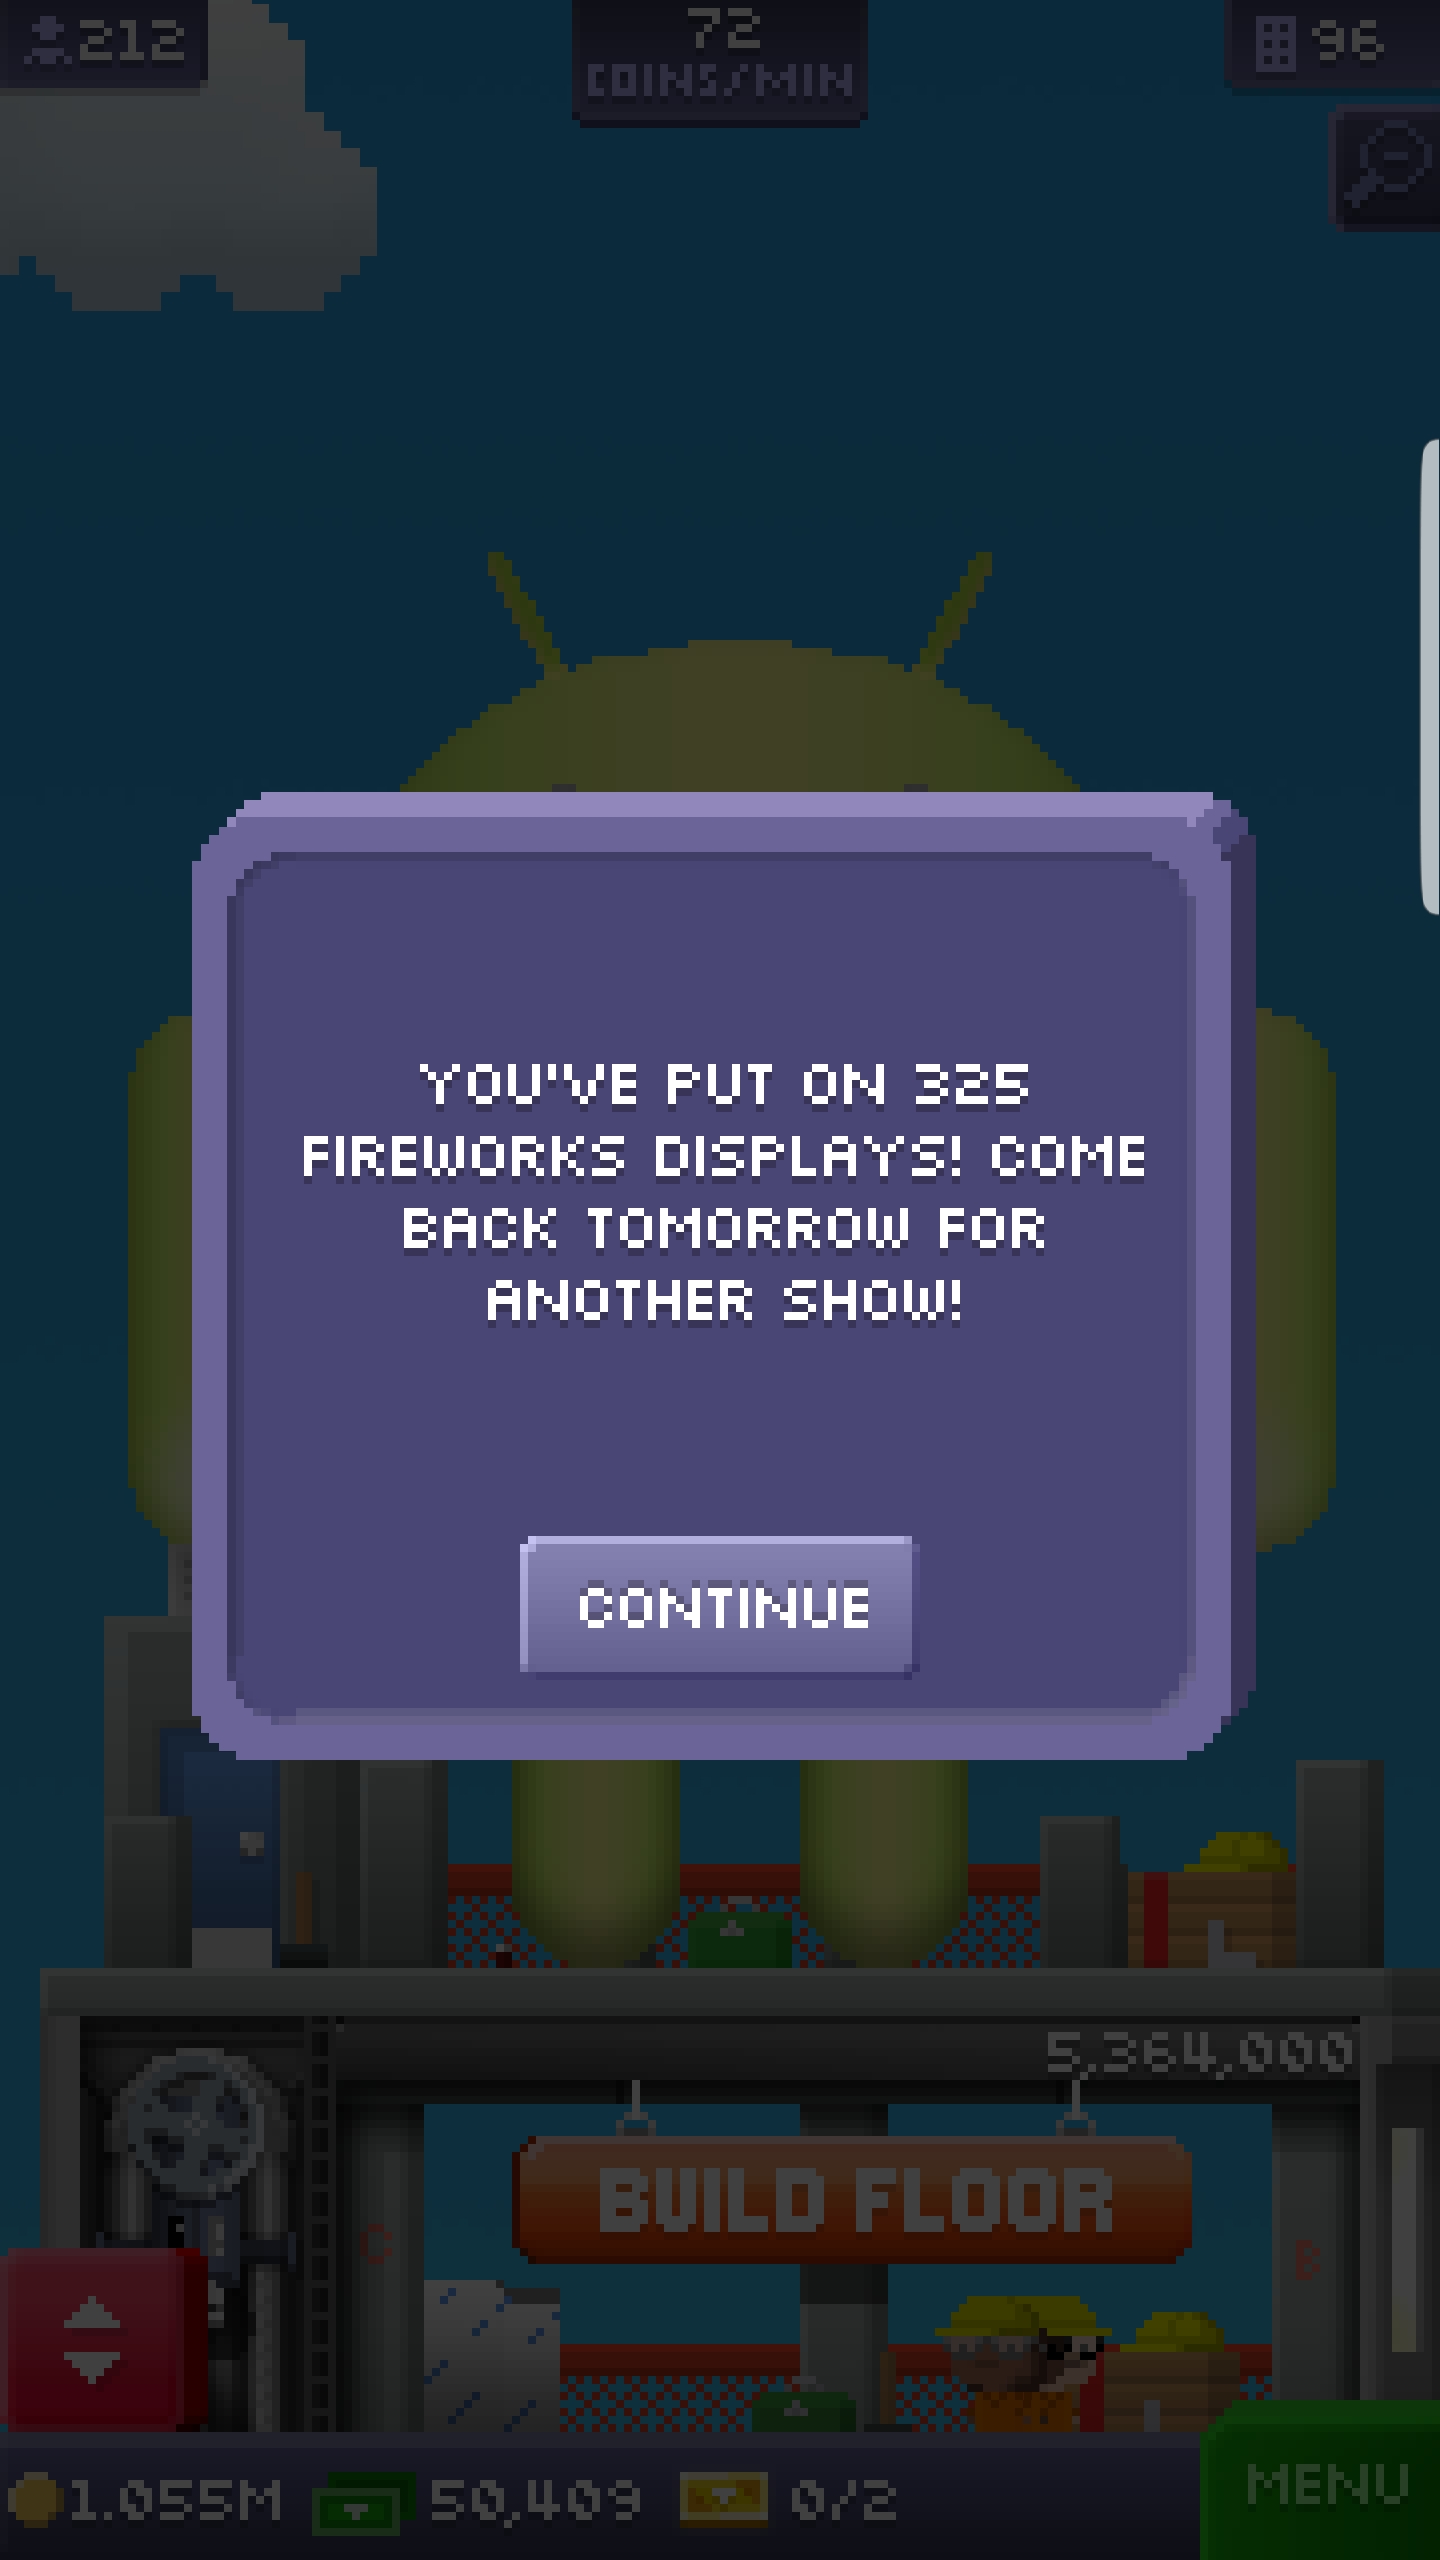 212
72
COINS/MIN
96
YOU'VE PUT ON 325
FIREWORKS DISPLAYS! COME
BACK TOMORROW FOR
ANOTHER SHOW!
CONTINUE
5,364,000
BUILD FLOOR
C
B
1.055M
50,409
0/2
MENU